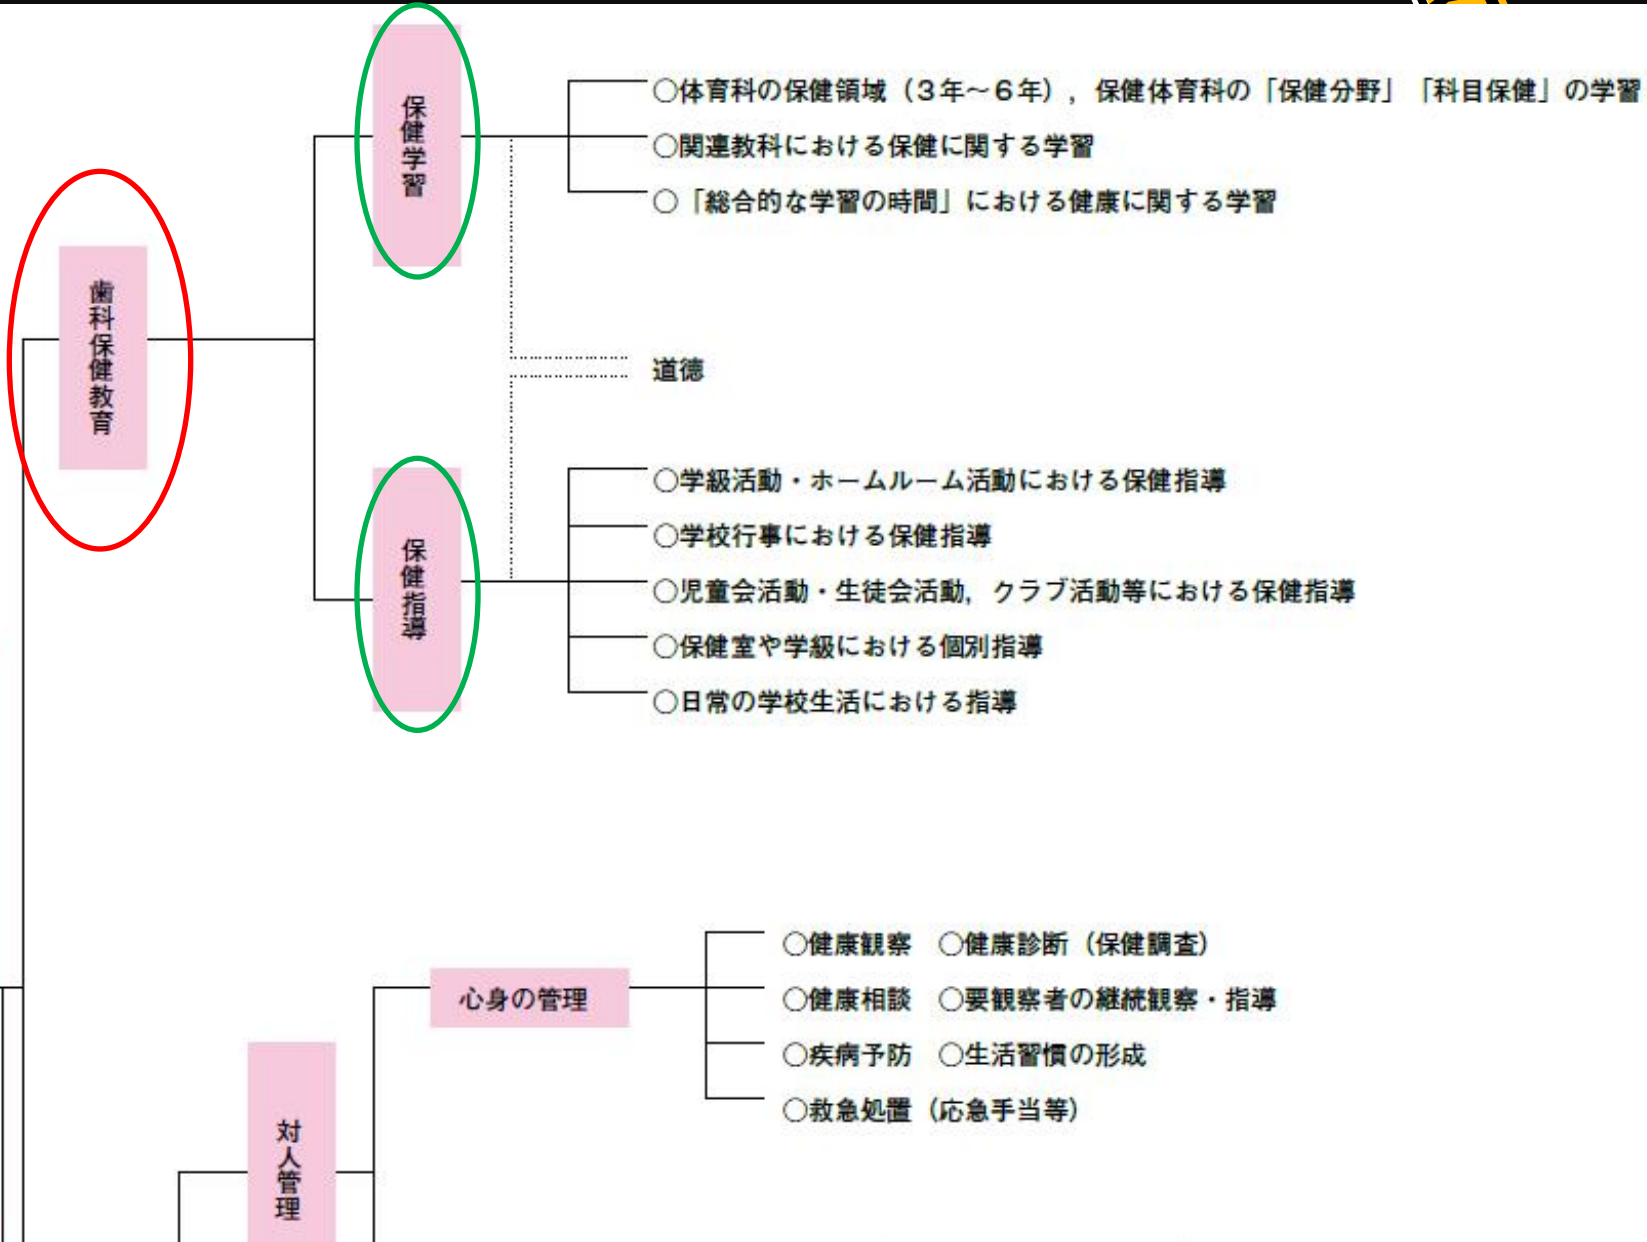 歯科保健教育
保健学習
○体育科の保健領域（３年～６年），保健体育科の「保健分野」「科目保健」の学習
○関連教科における保健に関する学習
○「総合的な学習の時間」における健康に関する学習
道徳
保健指導
○学級活動・ホームルーム活動における保健指導
○学校行事における保健指導
○児童会活動・生徒会活動，クラブ活動等における保健指導
○保健室や学級における個別指導
○日常の学校生活における指導
対人管理
心身の管理
○健康観察　○健康診断（保健調査）
○健康相談　○要観察者の継続観察・指導
○疾病予防　○生活習慣の形成
○救急処置（応急手当等）